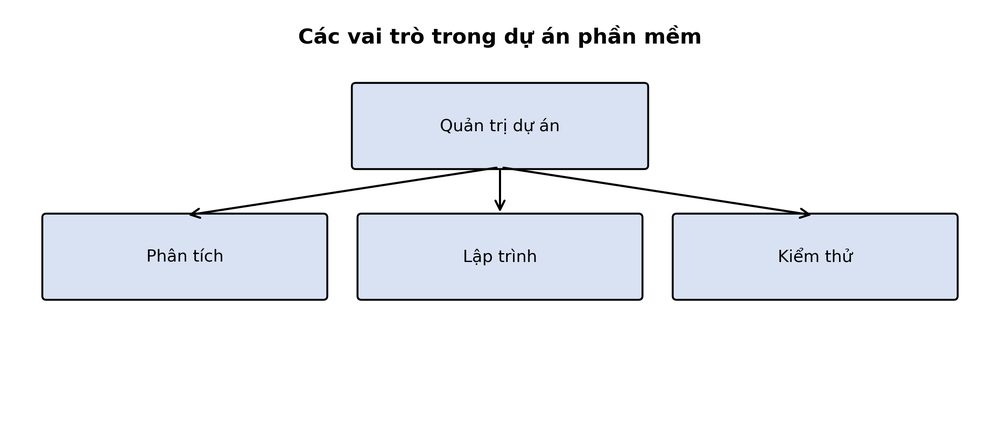 Các vai trò trong dự án phần mềm
Quản trị dự án
Phân tích
Lập trình
Kiểm thử